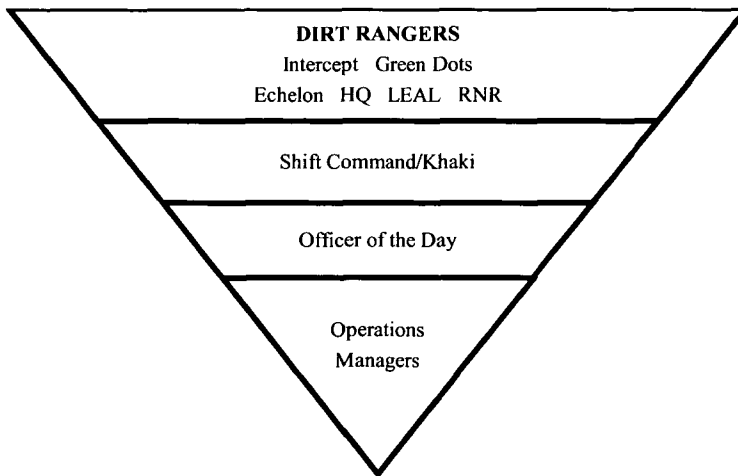 DIRT RANGERS
Intercept Green Dots
Echelon HQ LEAL RNR
Shift Command/Khaki
Officer of the Day
Operations
Managers